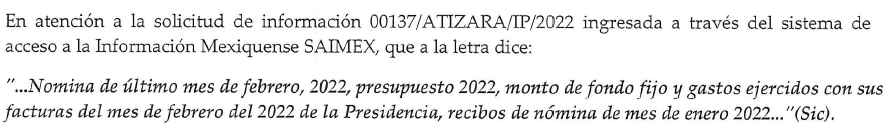 En atención a la solicitud de información 00137/ATIZARA/IP/2022 ingresada a través del sistema de
acceso a la Información Mexiquense SAIMEX, que a la letra dice:
"...Nomina de último mes de febrero, 2022, presupuesto 2022, monto de fondo fijo y gastos ejercidos con sus
facturas del mes de febrero del 2022 de la Presidencia, recibos de nómina de mes de enero 2022..."(Sic).